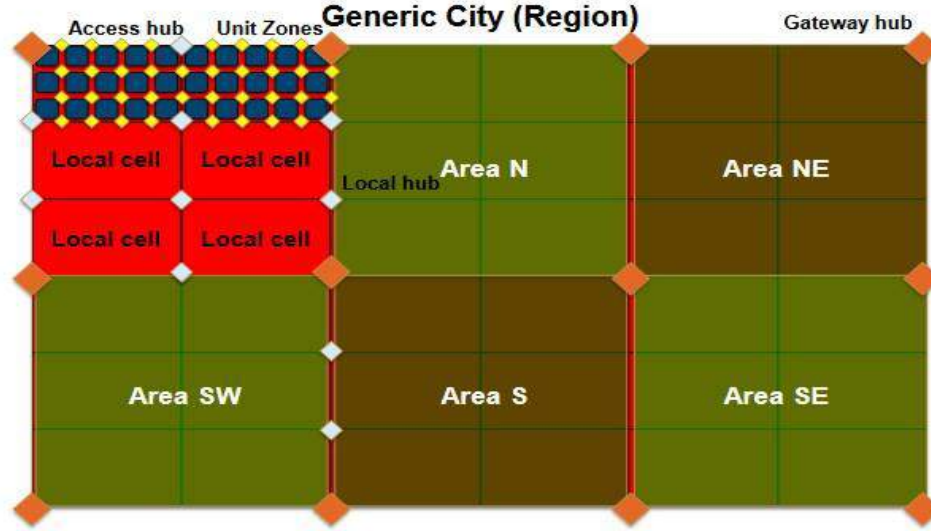 Generic City (Region)
Access hub
Unit Zones
Gateway hub
Local cell
Local cell
Area N
Area NE
Local hub
Local cell
Local cell
Area SW
Area S
Area SE